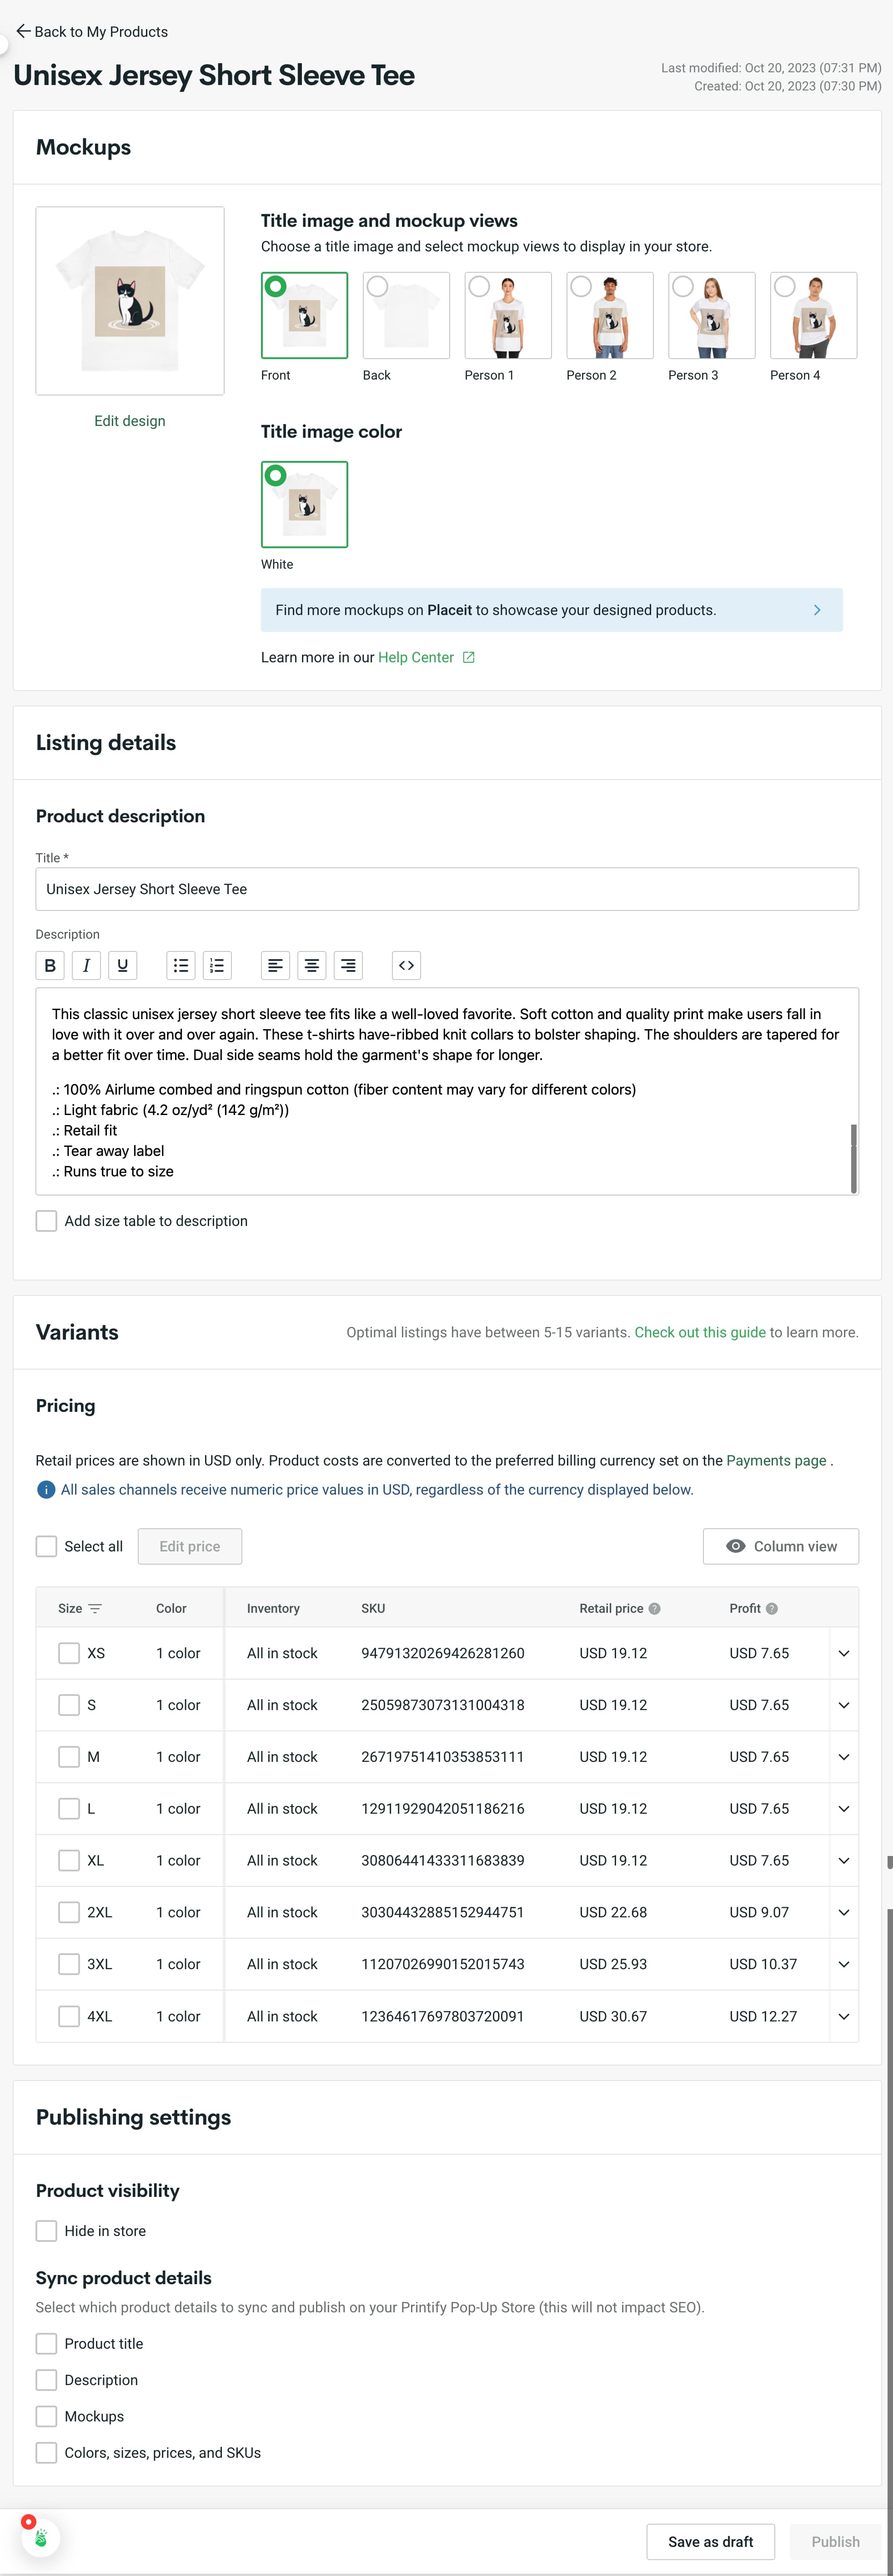 Back to My Products
Unisex Jersey Short Sleeve Tee
Last modified: Oct 20, 2023 (07:31 PM)
Created: Oct 20, 2023 (07:30 PM)
Mockups
Title image and mockup views
Choose a title image and select mockup views to display in your store.
Front Back Person 1 Person 2 Person 3 Person 4
Edit design
Title image color
White
Find more mockups on Placeit to showcase your designed products.
Learn more in our Help Center
Listing details
Product description
Title *
Unisex Jersey Short Sleeve Tee
Description
B I U
This classic unisex jersey short sleeve tee fits like a well-loved favorite. Soft cotton and quality print make users fall in
love with it over and over again. These t-shirts have-ribbed knit collars to bolster shaping. The shoulders are tapered for
a better fit over time. Dual side seams hold the garment's shape for longer.
.: 100% Airlume combed and ringspun cotton (fiber content may vary for different colors)
.: Light fabric (4.2 oz/yd² (142 g/m²))
.: Retail fit
.: Tear away label
.: Runs true to size
Add size table to description
Variants
Optimal listings have between 5-15 variants. Check out this guide to learn more.
Pricing
Retail prices are shown in USD only. Product costs are converted to the preferred billing currency set on the Payments page .
All sales channels receive numeric price values in USD, regardless of the currency displayed below.
Select all Edit price Column view
Size Color Inventory SKU Retail price Profit
XS 1 color All in stock 94791320269426281260 USD 19.12 USD 7.65
S 1 color All in stock 25059873073131004318 USD 19.12 USD 7.65
M 1 color All in stock 26719751410353853111 USD 19.12 USD 7.65
L 1 color All in stock 12911929042051186216 USD 19.12 USD 7.65
XL 1 color All in stock 30806441433311683839 USD 19.12 USD 7.65
2XL 1 color All in stock 30304432885152944751 USD 22.68 USD 9.07
3XL 1 color All in stock 11207026990152015743 USD 25.93 USD 10.37
4XL 1 color All in stock 12364617697803720091 USD 30.67 USD 12.27
Publishing settings
Product visibility
Hide in store
Sync product details
Select which product details to sync and publish on your Printify Pop-Up Store (this will not impact SEO).
Product title
Description
Mockups
Colors, sizes, prices, and SKUs
Save as draft Publish